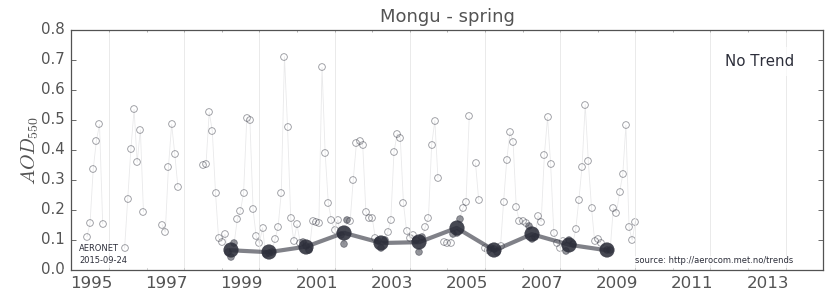 Mongu - spring
0.8
0.7
0.6
0.5
0.4
0.3
0.2
0.1
0.0
AOD550
No Trend
AERONET
2015-09-24
source: http://aerocom.met.no/trends
1995 1997 1999 2001 2003 2005 2007 2009 2011 2013